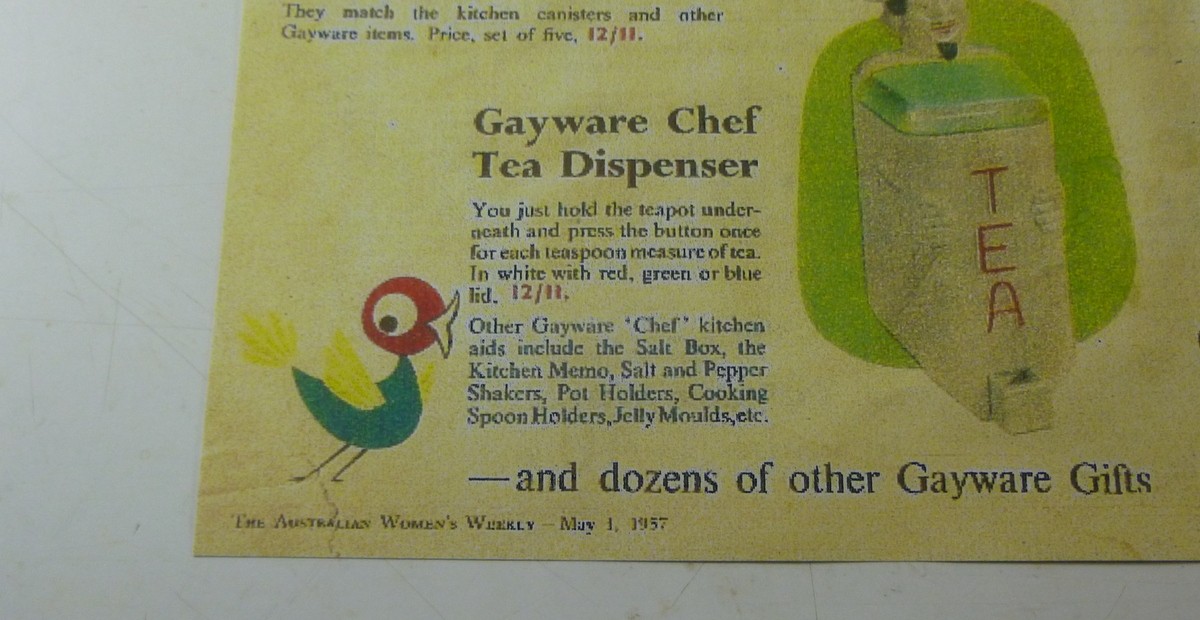 They match the kitchen canisters and other
Gayware items. Price, set of five, 12/11.
Gayware Chef
Tea Dispenser
You just hold the teapot under-
neath and press the button once
for each teaspoon measure of tea.
In white with red, green or blue
lid. 12/11.
Other Gayware "Chef" kitchen
aids include the Salt Box, the
Kitchen Memo, Salt and Pepper
Shakers, Pot Holders, Cooking
Spoon Holders, Jelly Moulds, etc.
TEA
—and dozens of other Gayware Gifts
THE AUSTRALIAN WOMEN'S WEEKLY – May 1, 1957